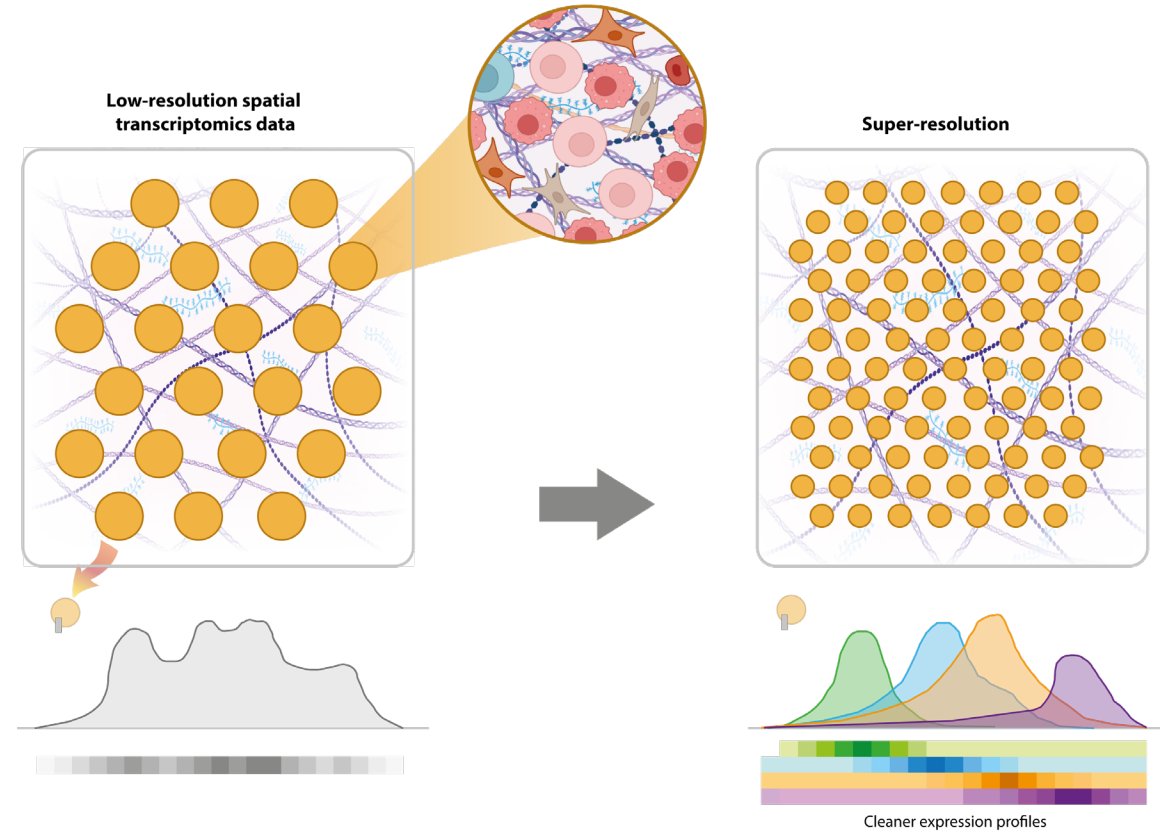 Low-resolution spatial
transcriptomics data
Super-resolution
Cleaner expression profiles